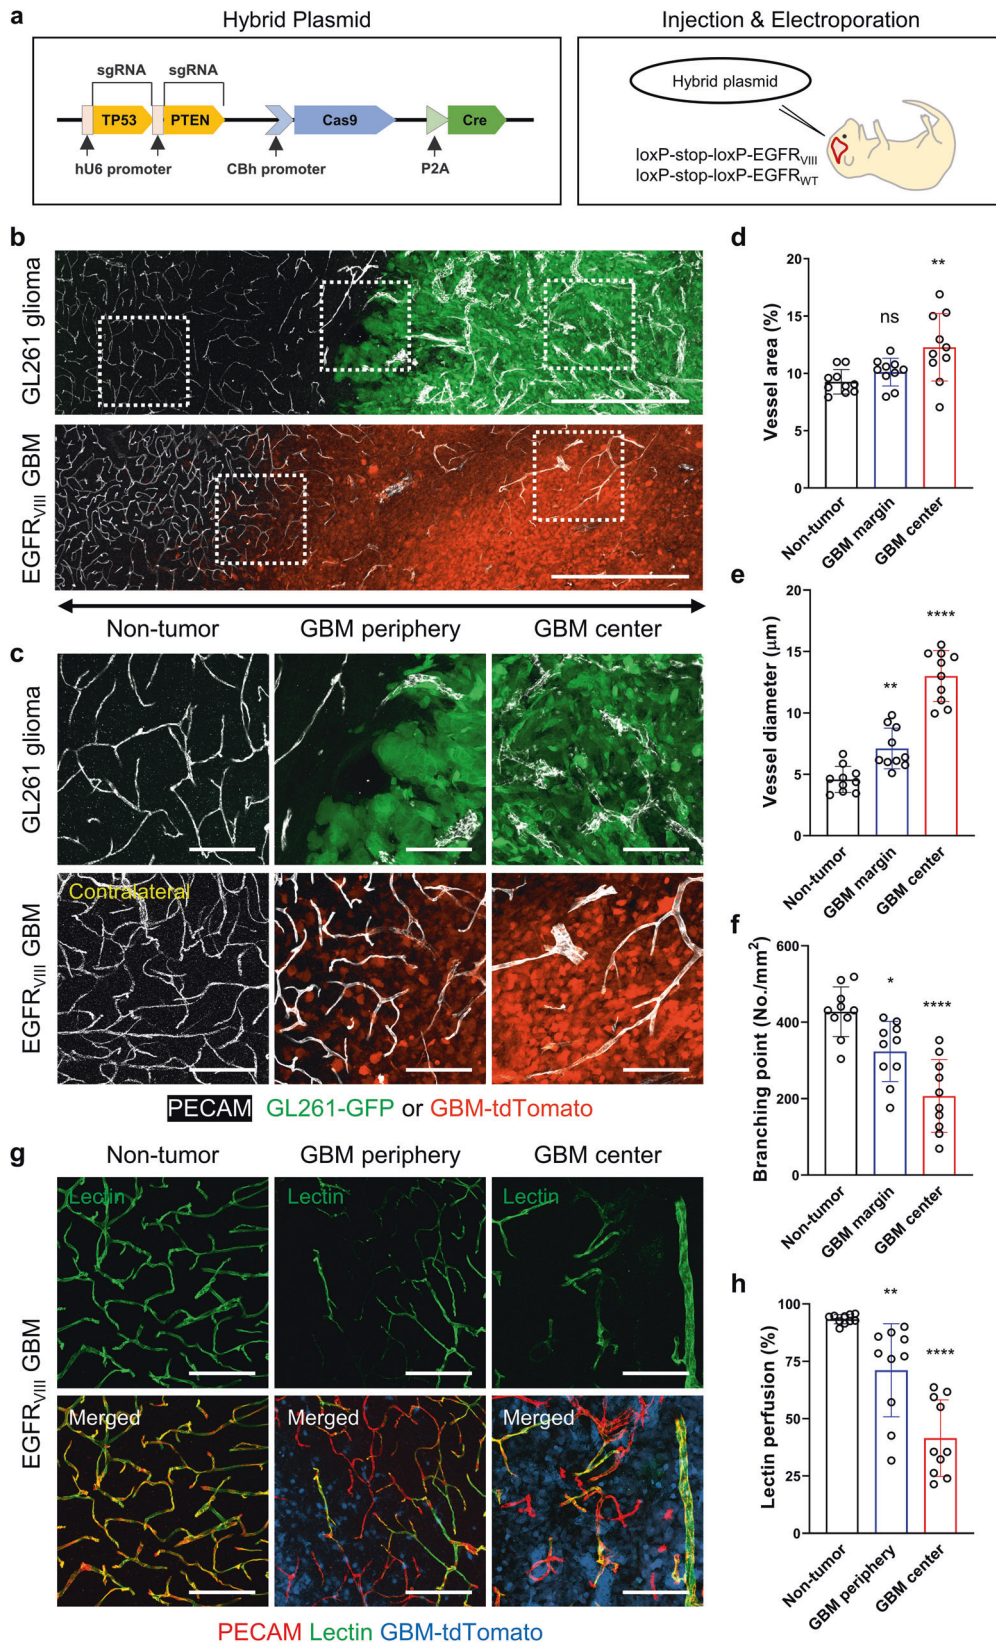 a
Hybrid Plasmid
Injection & Electroporation
sgRNA sgRNA
TP53 PTEN Cas9 Cre
hU6 promoter CBh promoter P2A
Hybrid plasmid
loxP-stop-loxP-EGFRVIII
loxP-stop-loxP-EGFRWT
b
GL261 glioma
EGFRVIII GBM
Non-tumor GBM periphery GBM center
c
GL261 glioma
EGFRVIII GBM
Contralateral
PECAM GL261-GFP or GBM-tdTomato
d
Vessel area (%)
20
15
10
5
0
ns
**
Non-tumor
GBM margin
GBM center
e
Vessel diameter (μm)
20
15
10
5
0
**
****
Non-tumor
GBM margin
GBM center
f
Branching point (No./mm²)
600
400
200
0
*
****
Non-tumor
GBM margin
GBM center
g
Non-tumor GBM periphery GBM center
EGFRVIII GBM
Lectin Lectin Lectin
Merged Merged Merged
PECAM Lectin GBM-tdTomato
h
Lectin perfusion (%)
100
75
50
25
0
**
****
Non-tumor
GBM periphery
GBM center